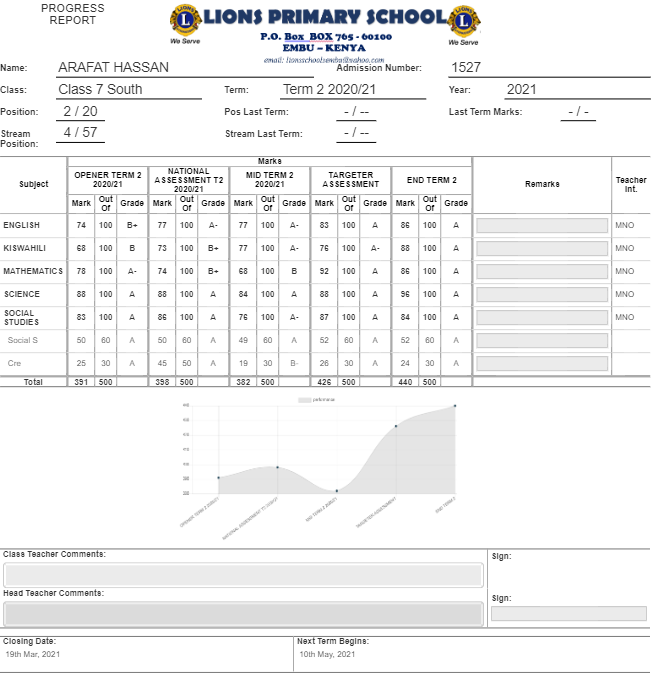 PROGRESS
REPORT
LIONS PRIMARY SCHOOL
P.O. Box BOX 765 - 60100
EMBU – KENYA
email: lionsschoolsembu@yahoo.com
We Serve
We Serve
Name: ARAFAT HASSAN Admission Number: 1527
Class: Class 7 South Term: Term 2 2020/21 Year: 2021
Position: 2 / 20 Pos Last Term: - / -- Last Term Marks: - / -
Stream Position: 4 / 57 Stream Last Term: - / --
Marks
Subject OPENER TERM 2 2020/21 NATIONAL ASSESSMENT T2 2020/21 MID TERM 2 2020/21 TARGETER ASSESSMENT END TERM 2 Remarks Teacher Int.
Mark Out Of Grade Mark Out Of Grade Mark Out Of Grade Mark Out Of Grade Mark Out Of Grade
ENGLISH 74 100 B+ 77 100 A- 77 100 A- 83 100 A 86 100 A MNO
KISWAHILI 68 100 B 73 100 B+ 77 100 A- 76 100 A- 88 100 A MNO
MATHEMATICS 78 100 A- 74 100 B+ 68 100 B 92 100 A 86 100 A MNO
SCIENCE 88 100 A 88 100 A 84 100 A 88 100 A 96 100 A MNO
SOCIAL STUDIES 83 100 A 86 100 A 76 100 A- 87 100 A 84 100 A MNO
Social S 50 60 A 50 60 A 49 60 A 52 60 A 52 60 A
Cre 25 30 A 45 50 A 19 30 B- 26 30 A 24 30 A
Total 391 500 398 500 382 500 426 500 440 500
performance
OPENER TERM 2 2020/21
NATIONAL ASSESSMENT T2 2020/21
MID TERM 2 2020/21
TARGETER ASSESSMENT
END TERM 2
Class Teacher Comments: Sign:
Head Teacher Comments: Sign:
Closing Date: Next Term Begins:
19th Mar, 2021 10th May, 2021